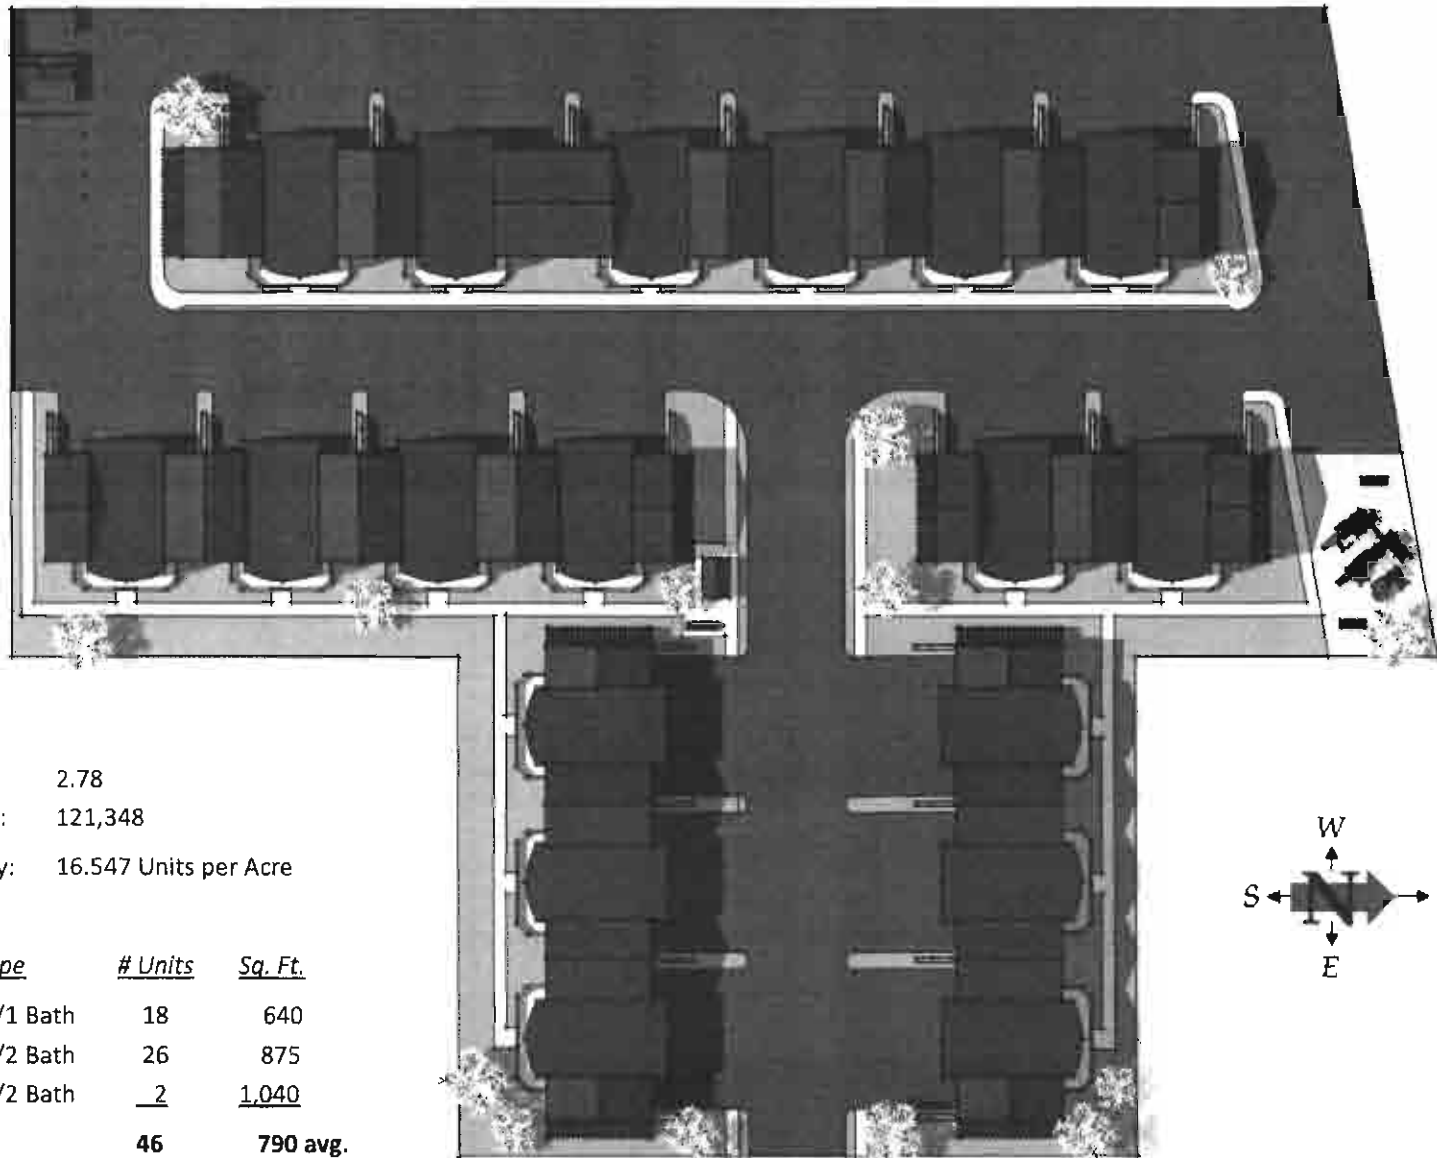 2.78
: 121,348
y: 16.547 Units per Acre
pe # Units Sq. Ft.
/1 Bath 18 640
/2 Bath 26 875
/2 Bath 2 1,040
46 790 avg.
W
S N
E